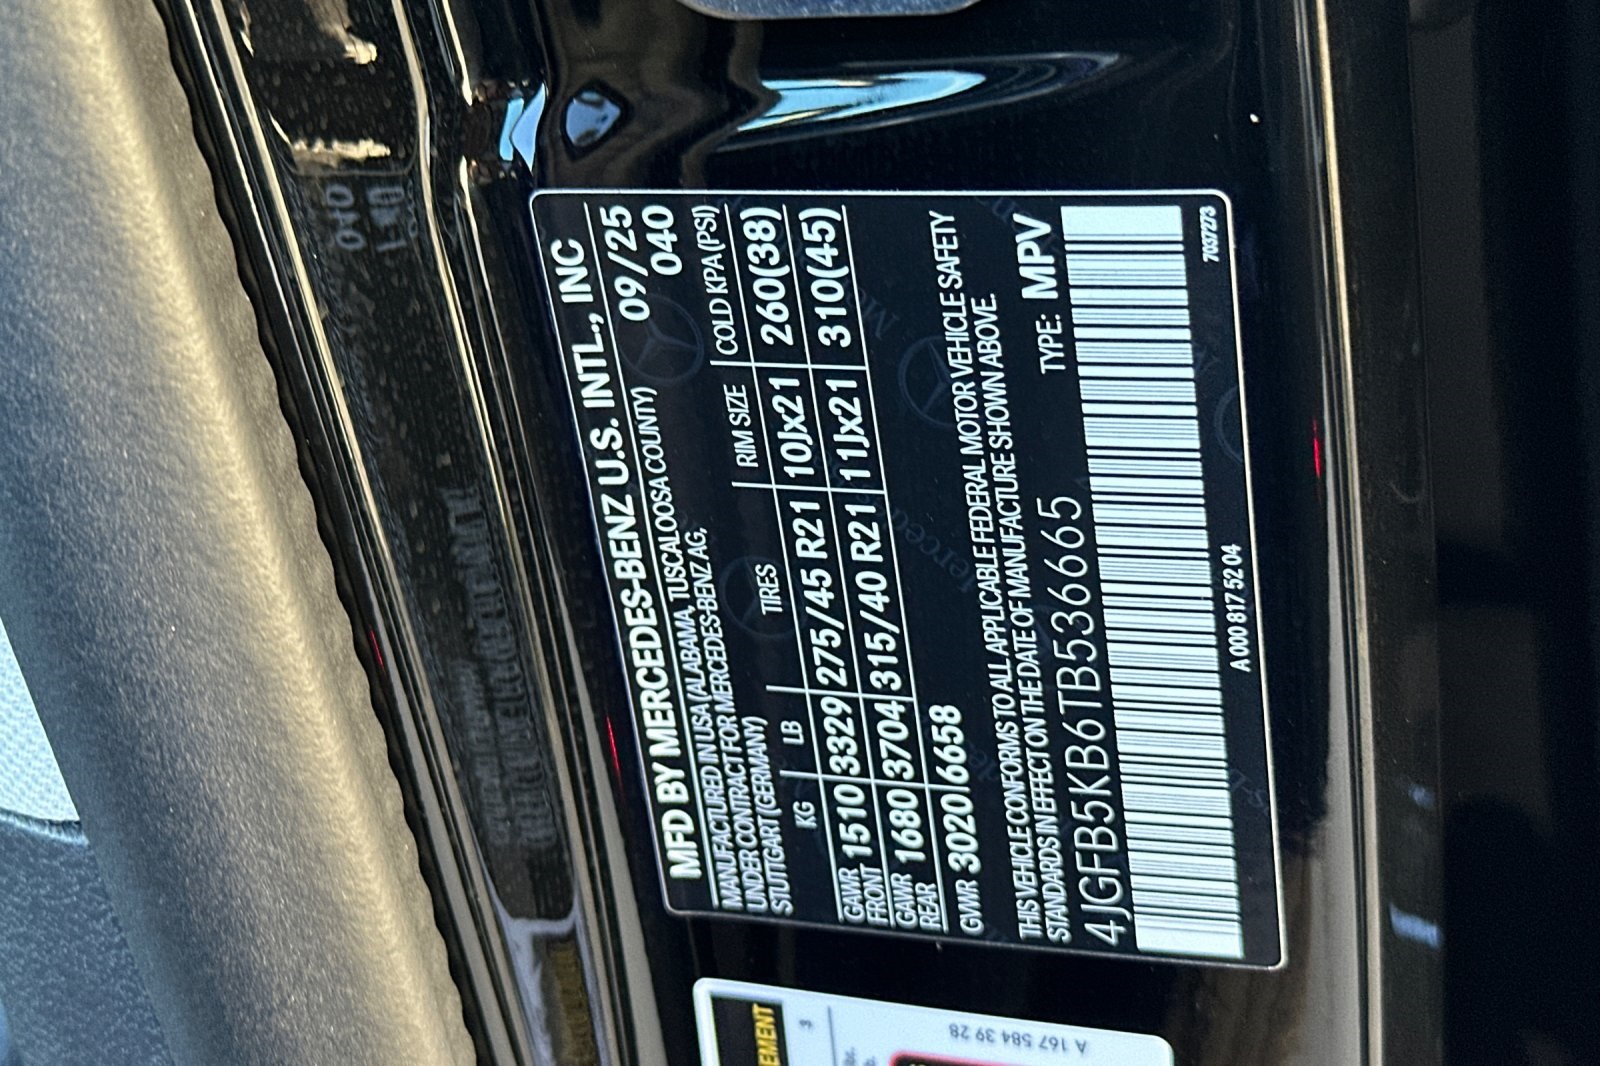 MFD BY MERCEDES-BENZ U.S. INTL., INC
MANUFACTURED IN USA (ALABAMA, TUSCALOOSA COUNTY) 09/25
UNDER CONTRACT FOR MERCEDES-BENZ AG, 040
STUTTGART (GERMANY)
KG LB TIRES RIM SIZE COLD KPA (PSI)
GAWR FRONT 1510 3329 275/45 R21 10Jx21 260(38)
GAWR REAR 1680 3704 315/40 R21 11Jx21 310(45)
GVWR 3020 6658
THIS VEHICLE CONFORMS TO ALL APPLICABLE FEDERAL MOTOR VEHICLE SAFETY
STANDARDS IN EFFECT ON THE DATE OF MANUFACTURE SHOWN ABOVE.
4JGFB5KB6TB536665 TYPE: MPV
A 000 817 52 04 7037273
EMENT
3
A 167 584 39 28